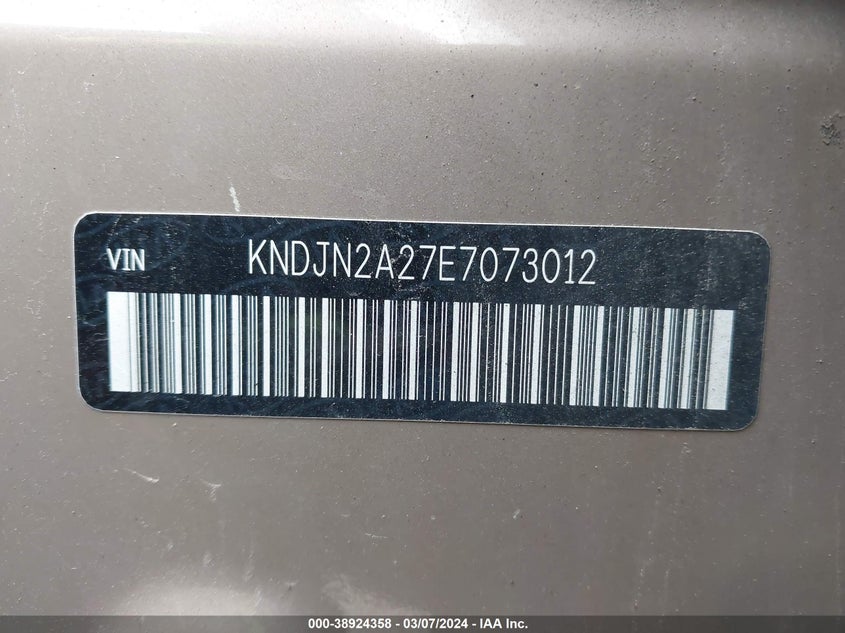 VIN KNDJN2A27E7073012
000-38924358 - 03/07/2024 - IAA Inc.